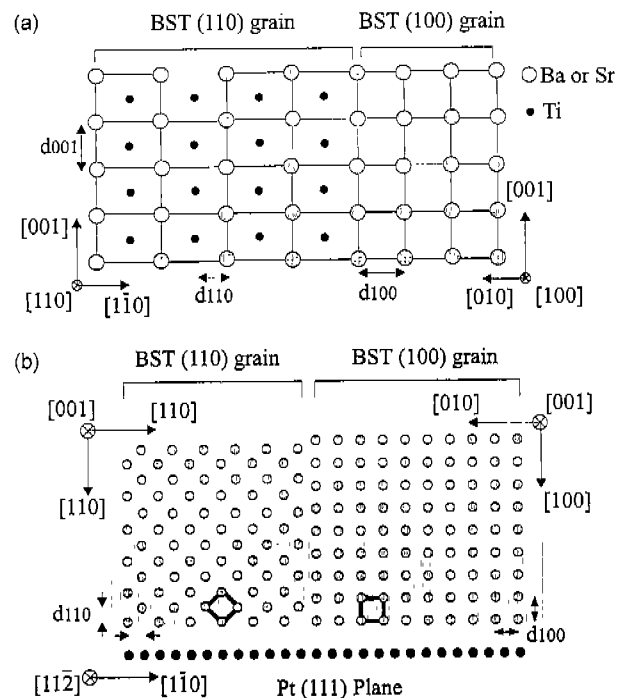 (a)
BST (110) grain BST (100) grain
Ba or Sr
Ti
d001
[001]
[001]
[110] [11̄0] d110 d100 [010] [100]
(b)
BST (110) grain BST (100) grain
[001] [110] [010] [001]
[110] [100]
d110 d100
[112̄] [11̄0] Pt (111) Plane